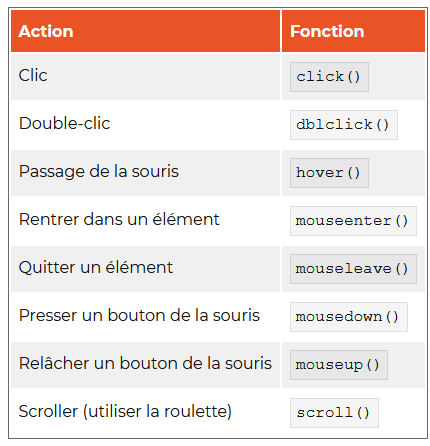 Action Fonction
Clic click()
Double-clic dblclick()
Passage de la souris hover()
Rentrer dans un élément mouseenter()
Quitter un élément mouseleave()
Presser un bouton de la souris mousedown()
Relâcher un bouton de la souris mouseup()
Scroller (utiliser la roulette) scroll()